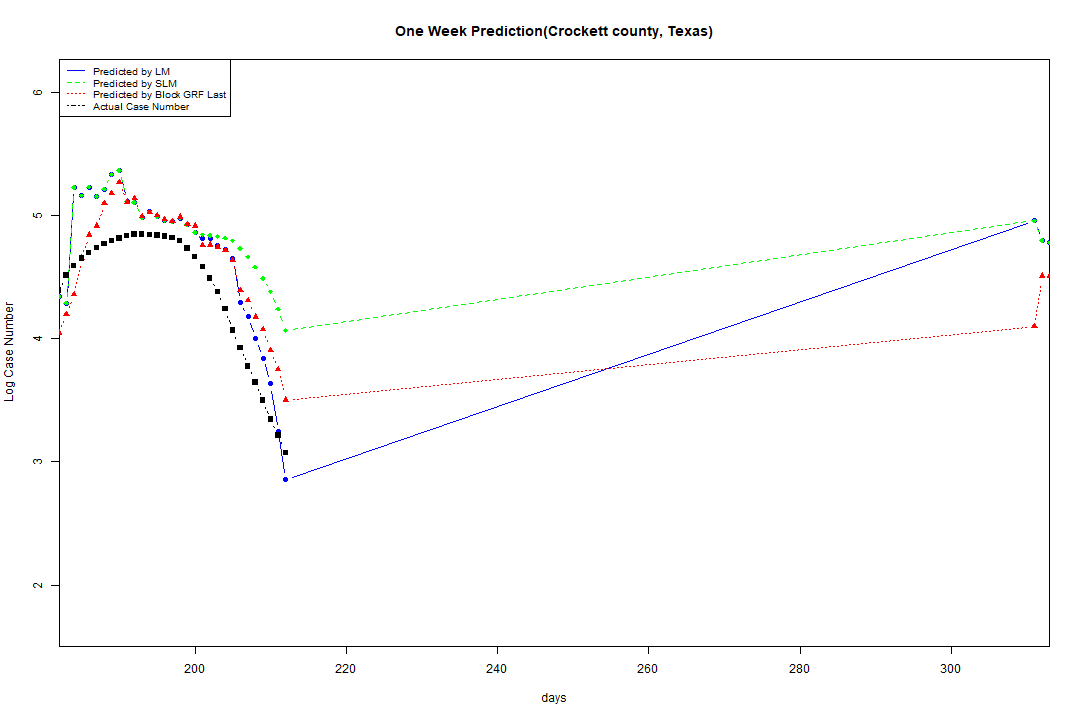 One Week Prediction(Crockett county, Texas)
Predicted by LM
Predicted by SLM
Predicted by Block GRF Last
Actual Case Number
6
5
4
3
2
Log Case Number
200 220 240 260 280 300
days